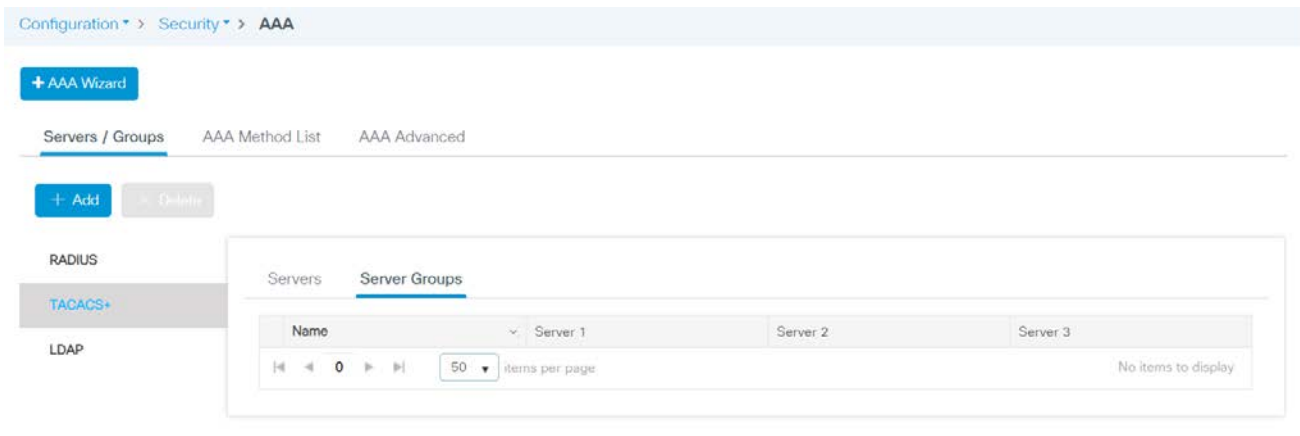 Configuration > Security > AAA
+ AAA Wizard
Servers / Groups AAA Method List AAA Advanced
+ Add × Delete
RADIUS
TACACS+
LDAP
Servers Server Groups
Name Server 1 Server 2 Server 3
0 50 items per page No items to display